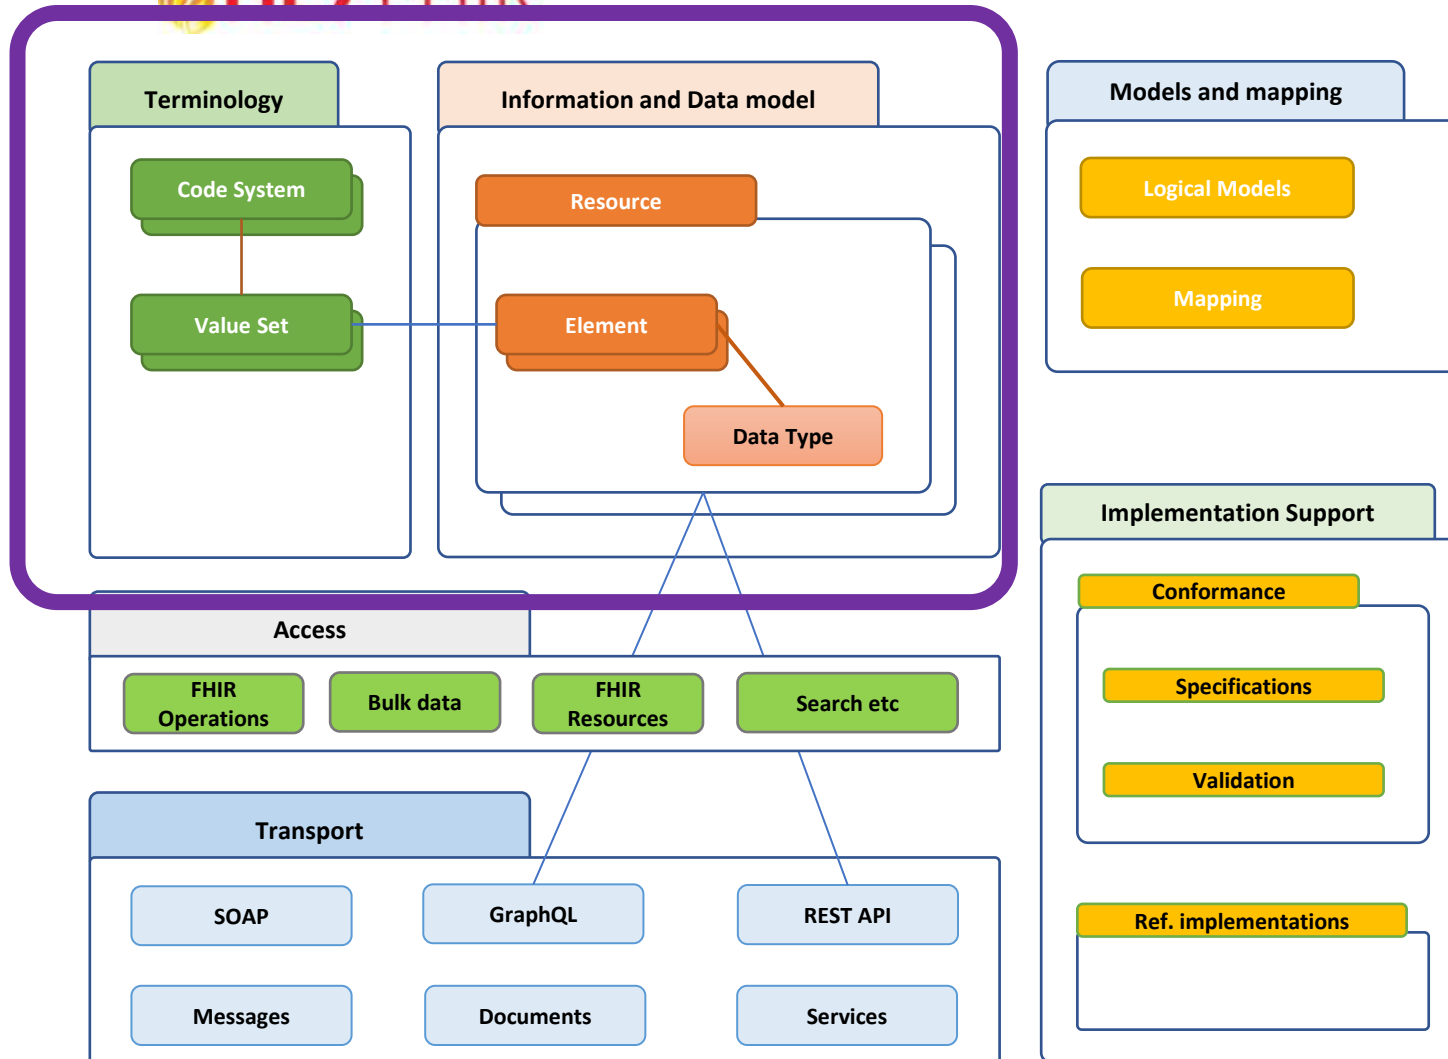 Terminology
Information and Data model
Models and mapping
Code System
Resource
Logical Models
Value Set
Element
Mapping
Data Type
Implementation Support
Conformance
Access
FHIR
Operations
Bulk data
FHIR
Resources
Search etc
Specifications
Validation
Transport
SOAP
GraphQL
REST API
Ref. implementations
Messages
Documents
Services